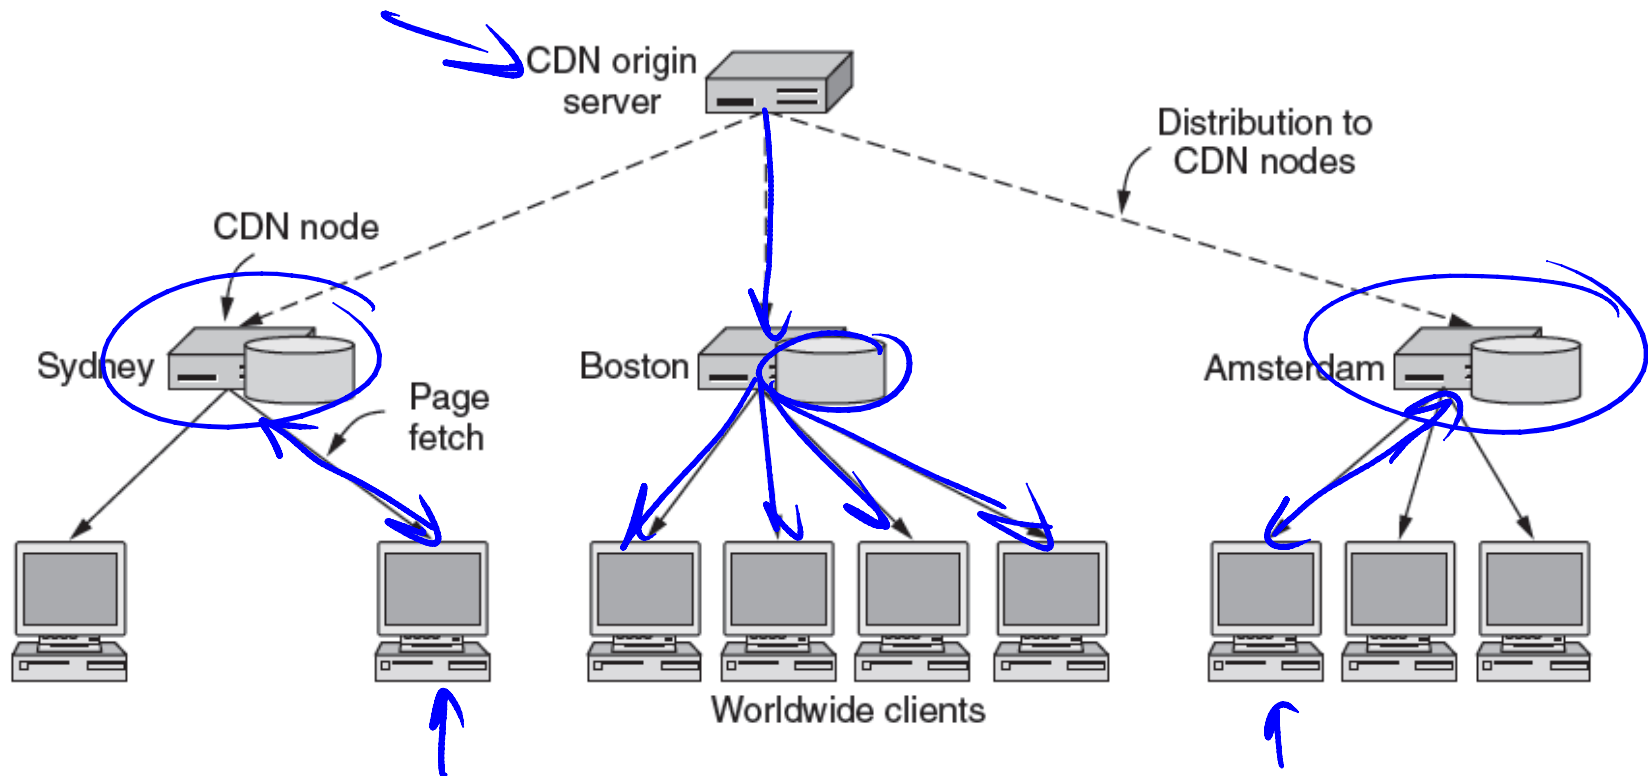 CDN origin
server
Distribution to
CDN nodes
CDN node
Sydney
Boston
Amsterdam
Page
fetch
Worldwide clients